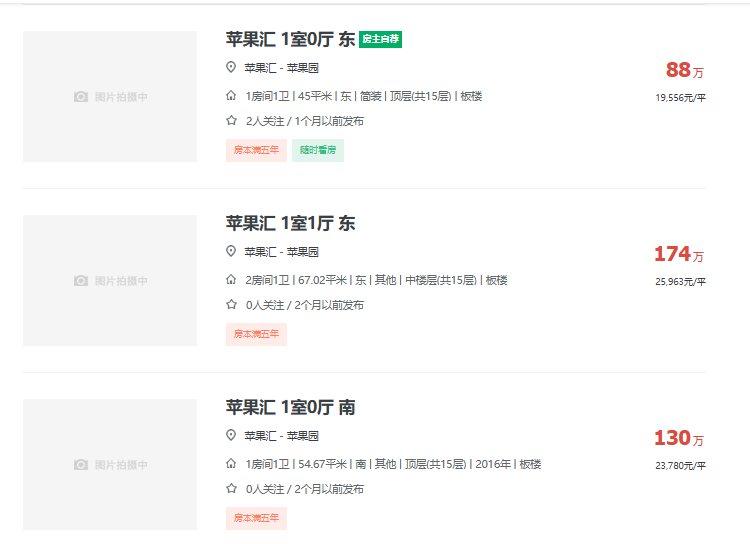 苹果汇 1室0厅 东 房主自荐
图片拍摄中
苹果汇 - 苹果园
88万
1房间1卫 | 45平米 | 东 | 简装 | 顶层(共15层) | 板楼
19,556元/平
2人关注 / 1个月以前发布
房本满五年 随时看房
苹果汇 1室1厅 东
图片拍摄中
苹果汇 - 苹果园
174万
2房间1卫 | 67.02平米 | 东 | 其他 | 中楼层(共15层) | 板楼
25,963元/平
0人关注 / 2个月以前发布
房本满五年
苹果汇 1室0厅 南
图片拍摄中
苹果汇 - 苹果园
130万
1房间1卫 | 54.67平米 | 南 | 其他 | 顶层(共15层) | 2016年 | 板楼
23,780元/平
0人关注 / 2个月以前发布
房本满五年